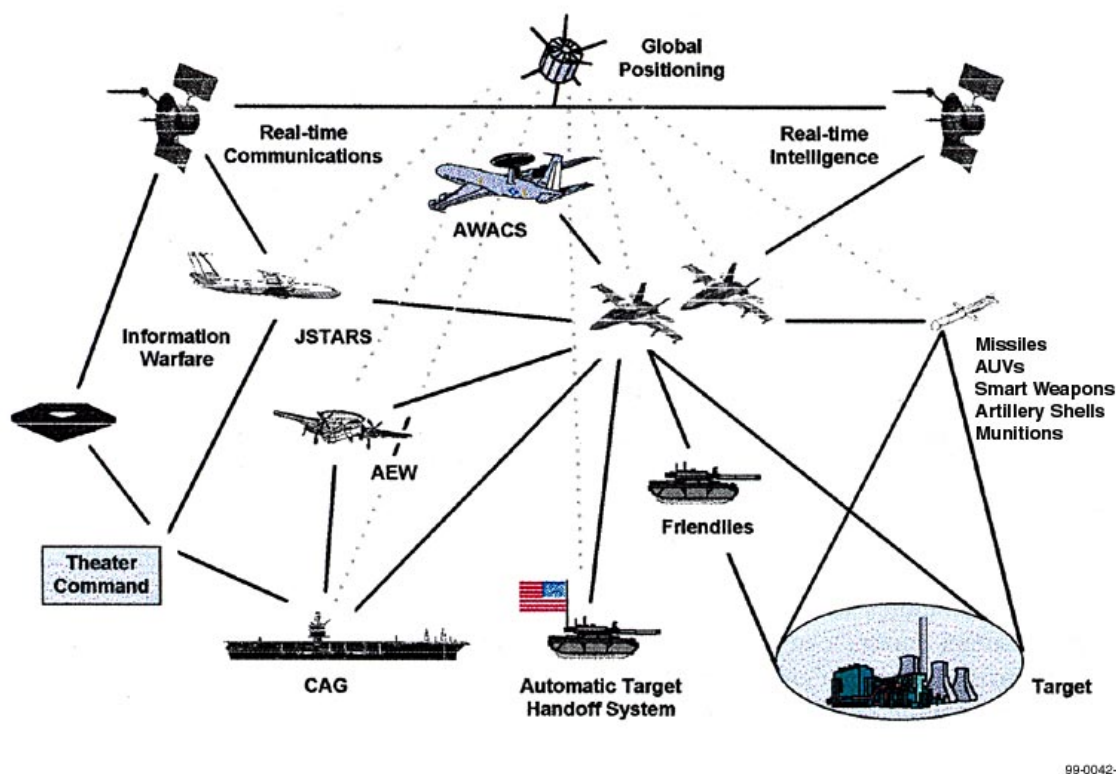 Global
Positioning
Real-time
Communications
Real-time
Intelligence
AWACS
Information
Warfare
JSTARS
Missiles
AUVs
Smart Weapons
Artillery Shells
Munitions
AEW
Friendlies
Theater
Command
CAG
Automatic Target
Handoff System
Target
99-0042-